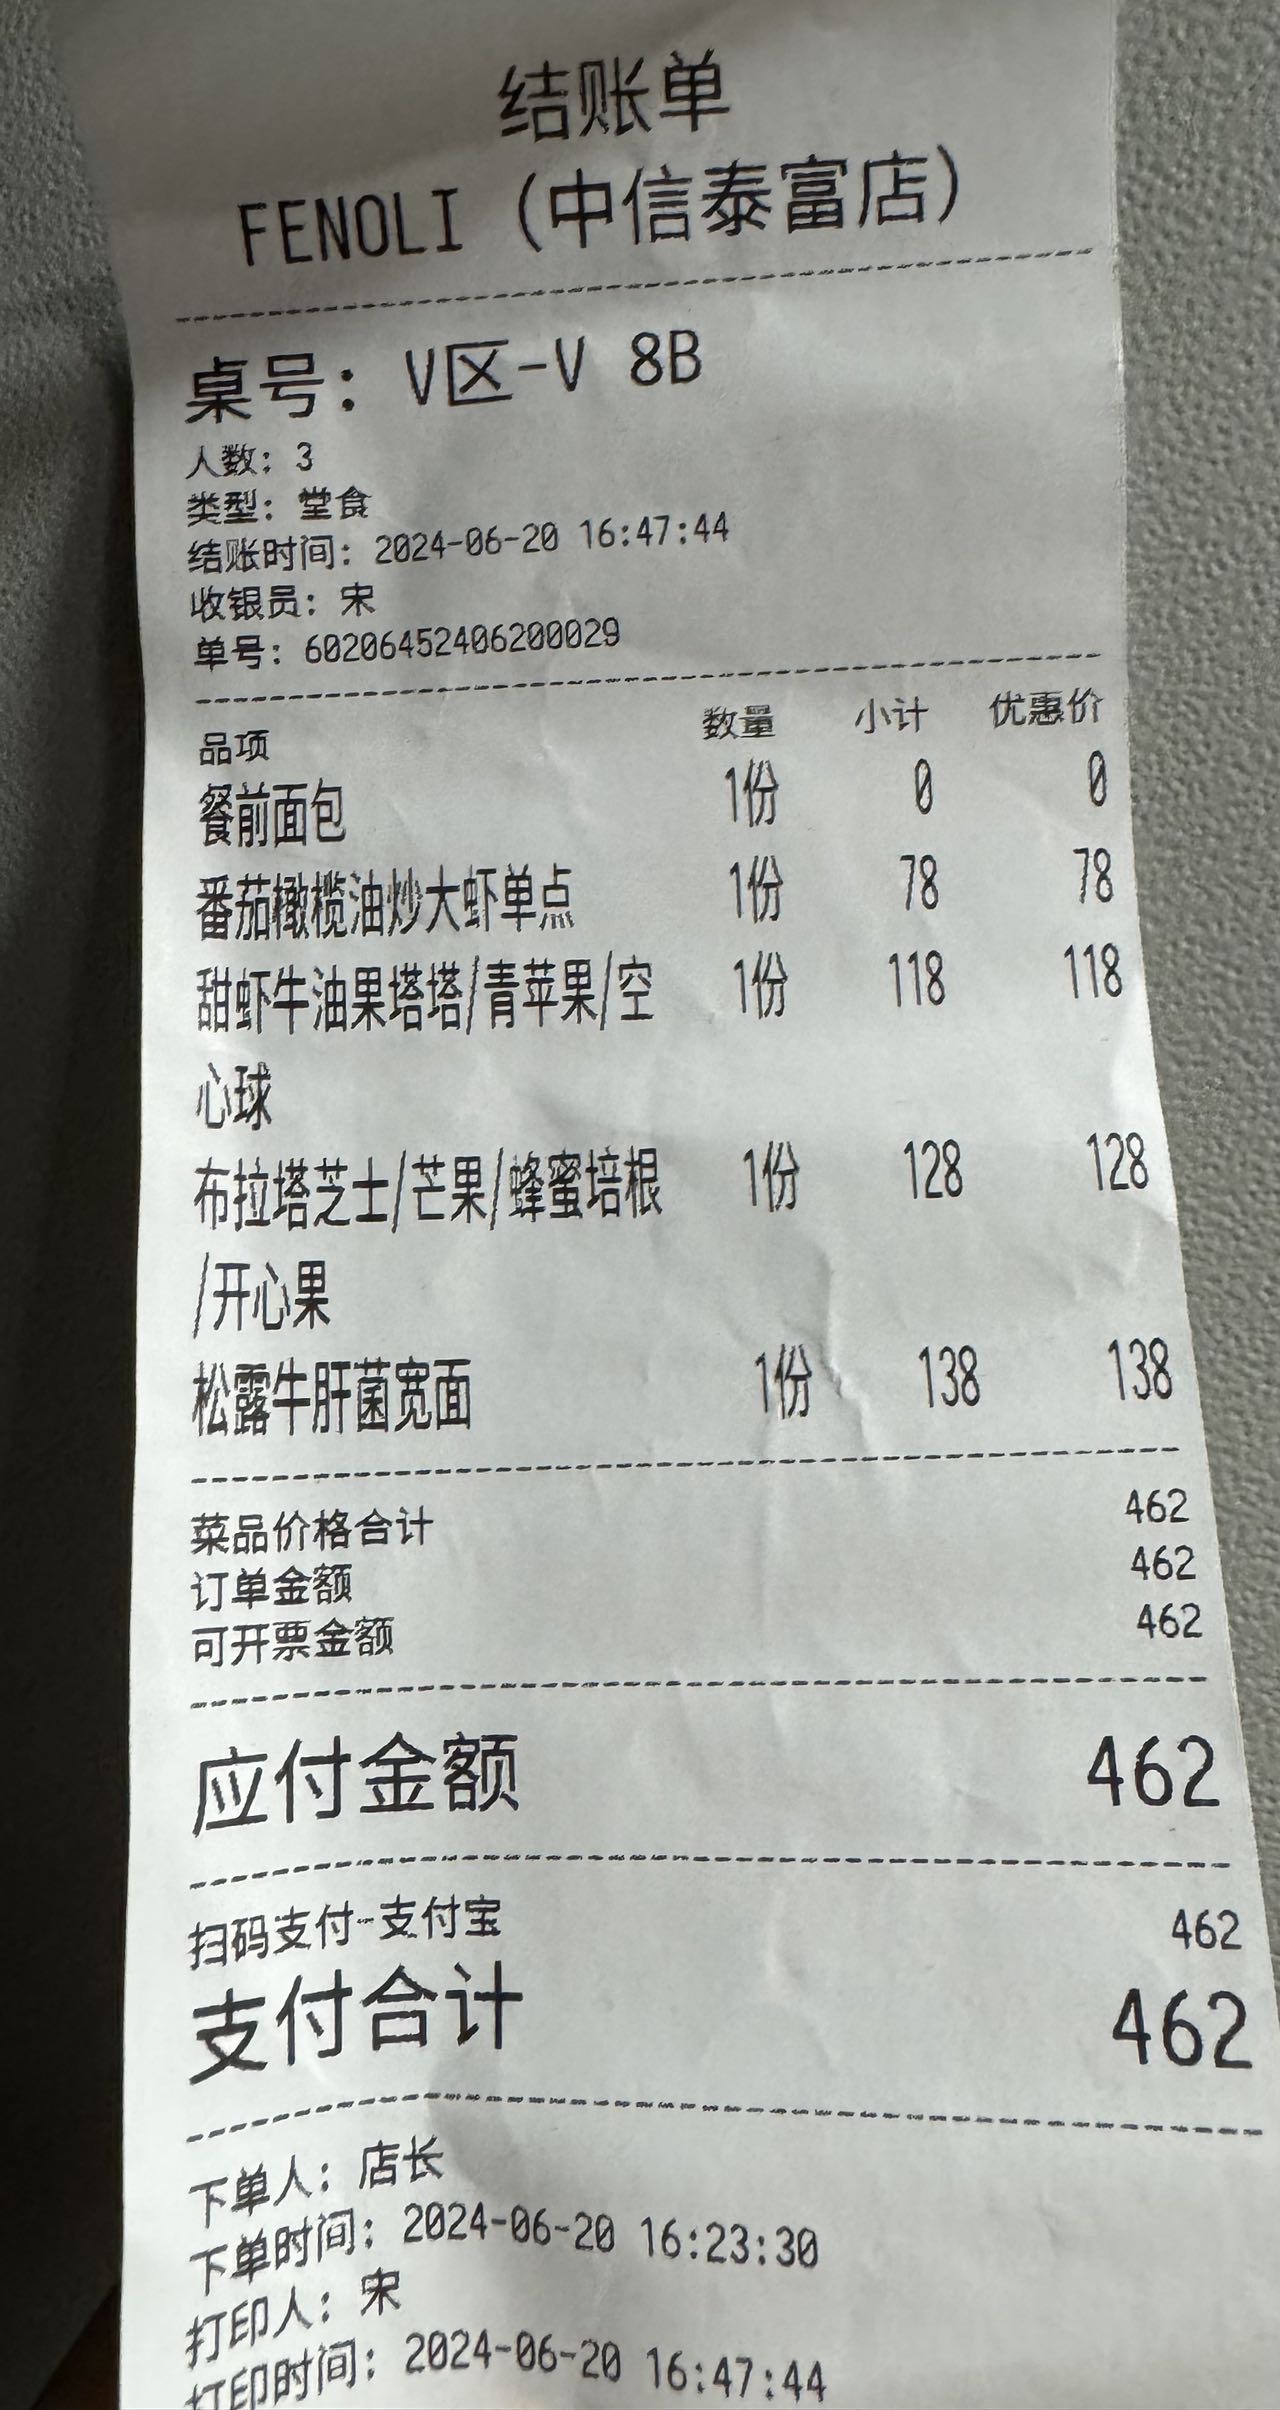 结账单
FENOLI (中信泰富店)
桌号: V区-V 8B
人数: 3
类型: 堂食
结账时间: 2024-06-20 16:47:44
收银员: 宋
单号: 60206452406200029
品项 数量 小计 优惠价
餐前面包 1份 0 0
番茄橄榄油炒大虾单点 1份 78 78
甜虾牛油果塔塔/青苹果/空 1份 118 118
心球
布拉塔芝士/芒果/蜂蜜培根 1份 128 128
/开心果
松露牛肝菌宽面 1份 138 138
菜品价格合计 462
订单金额 462
可开票金额 462
应付金额 462
扫码支付-支付宝 462
支付合计 462
下单人: 店长
下单时间: 2024-06-20 16:23:30
打印人: 宋
打印时间: 2024-06-20 16:47:44